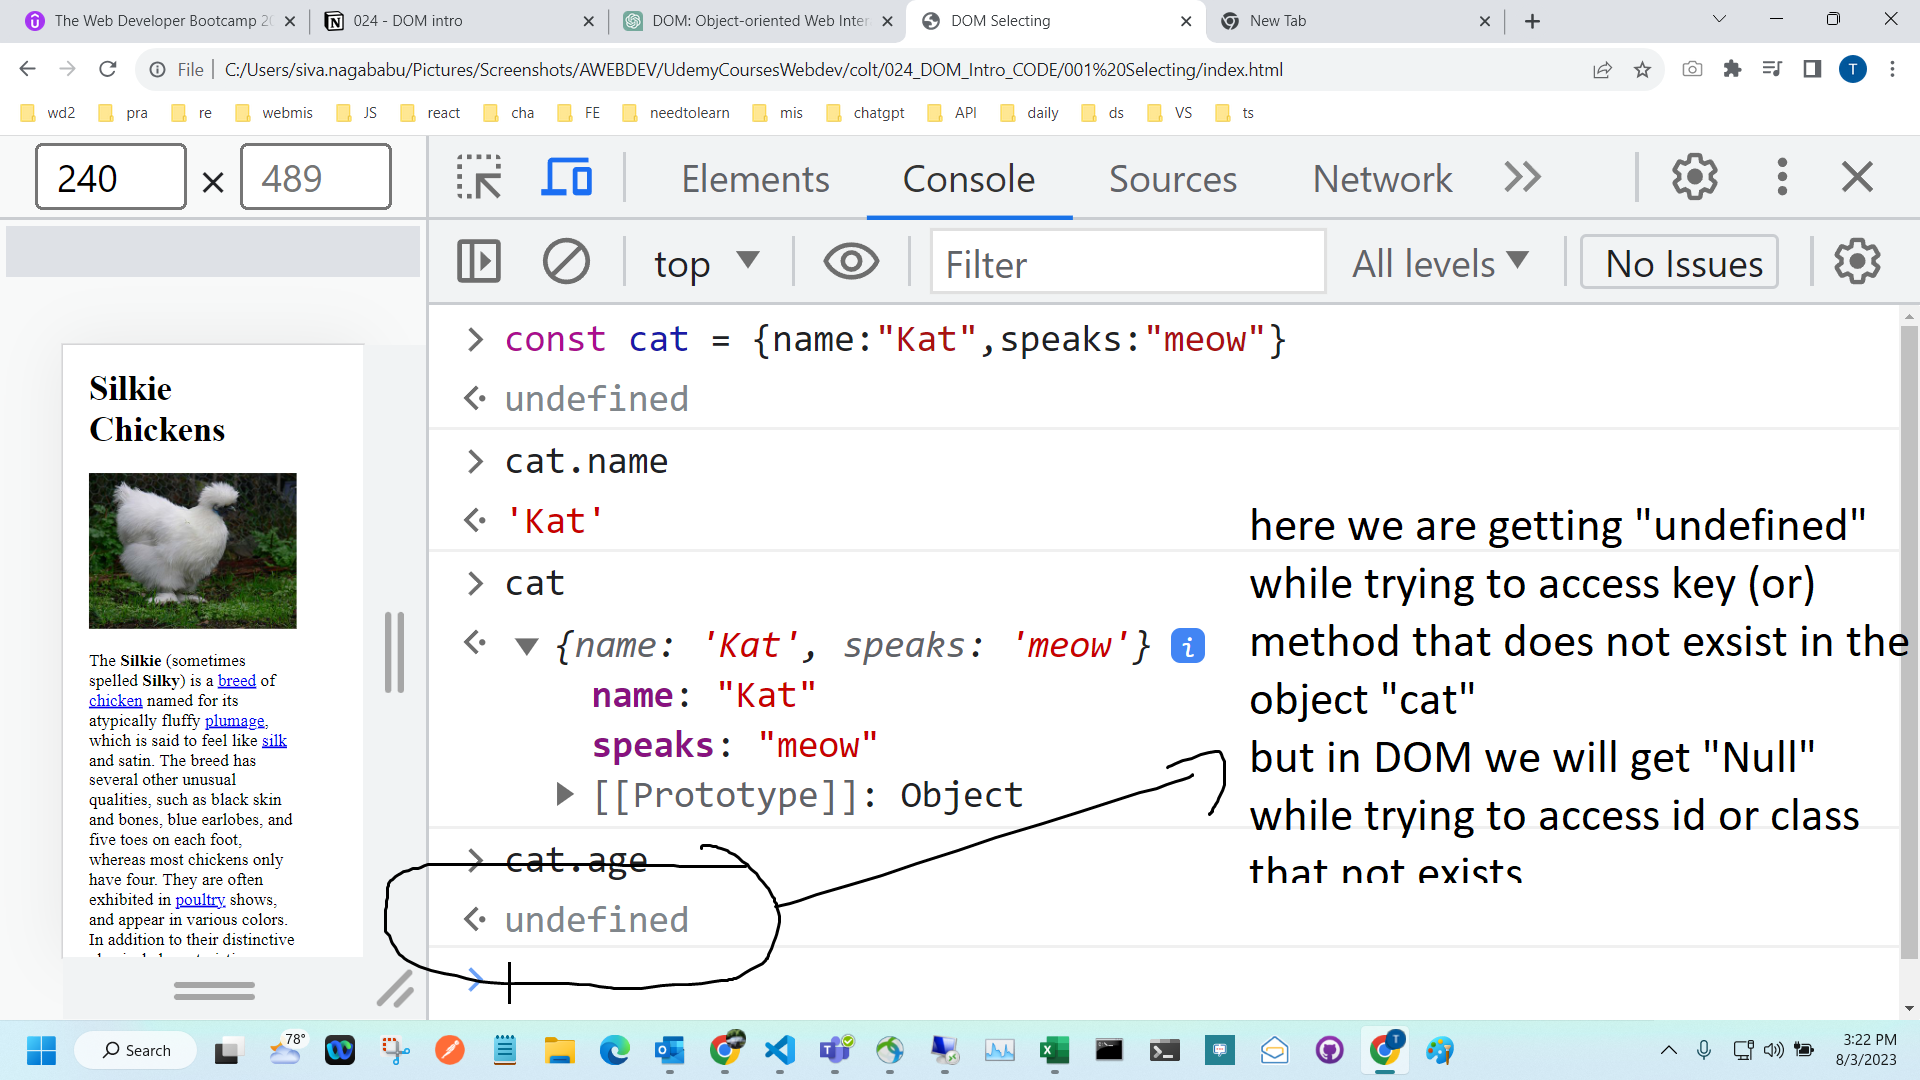 The Web Developer Bootcamp 20
024 - DOM intro
DOM: Object-oriented Web Inter
DOM Selecting
New Tab
File
C:/Users/siva.nagababu/Pictures/Screenshots/AWEBDEV/UdemyCoursesWebdev/colt/024_DOM_Intro_CODE/001%20Selecting/index.html
T
wd2 pra re webmis JS react cha FE needtolearn mis chatgpt API daily ds VS ts
240 × 489
Elements Console Sources Network
top Filter All levels No Issues
const cat = {name:"Kat",speaks:"meow"}
undefined
cat.name
'Kat'
cat
{name: 'Kat', speaks: 'meow'}
name: "Kat"
speaks: "meow"
[[Prototype]]: Object
cat.age
undefined
here we are getting "undefined"
while trying to access key (or)
method that does not exsist in the
object "cat"
but in DOM we will get "Null"
while trying to access id or class
that not exists
Silkie
Chickens
The Silkie (sometimes
spelled Silky) is a breed of
chicken named for its
atypically fluffy plumage,
which is said to feel like silk
and satin. The breed has
several other unusual
qualities, such as black skin
and bones, blue earlobes, and
five toes on each foot,
whereas most chickens only
have four. They are often
exhibited in poultry shows,
and appear in various colors.
In addition to their distinctive
Search
78°
3:22 PM
8/3/2023